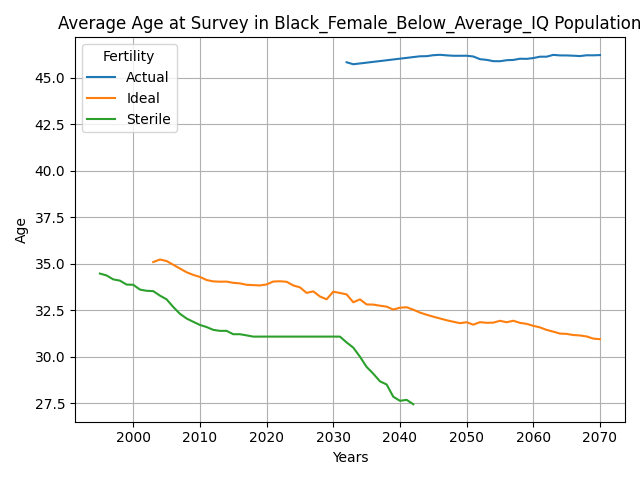 Average Age at Survey in Black_Female_Below_Average_IQ Population
Fertility
Actual
Ideal
Sterile
Age
45.0
42.5
40.0
37.5
35.0
32.5
30.0
27.5
2000 2010 2020 2030 2040 2050 2060 2070
Years